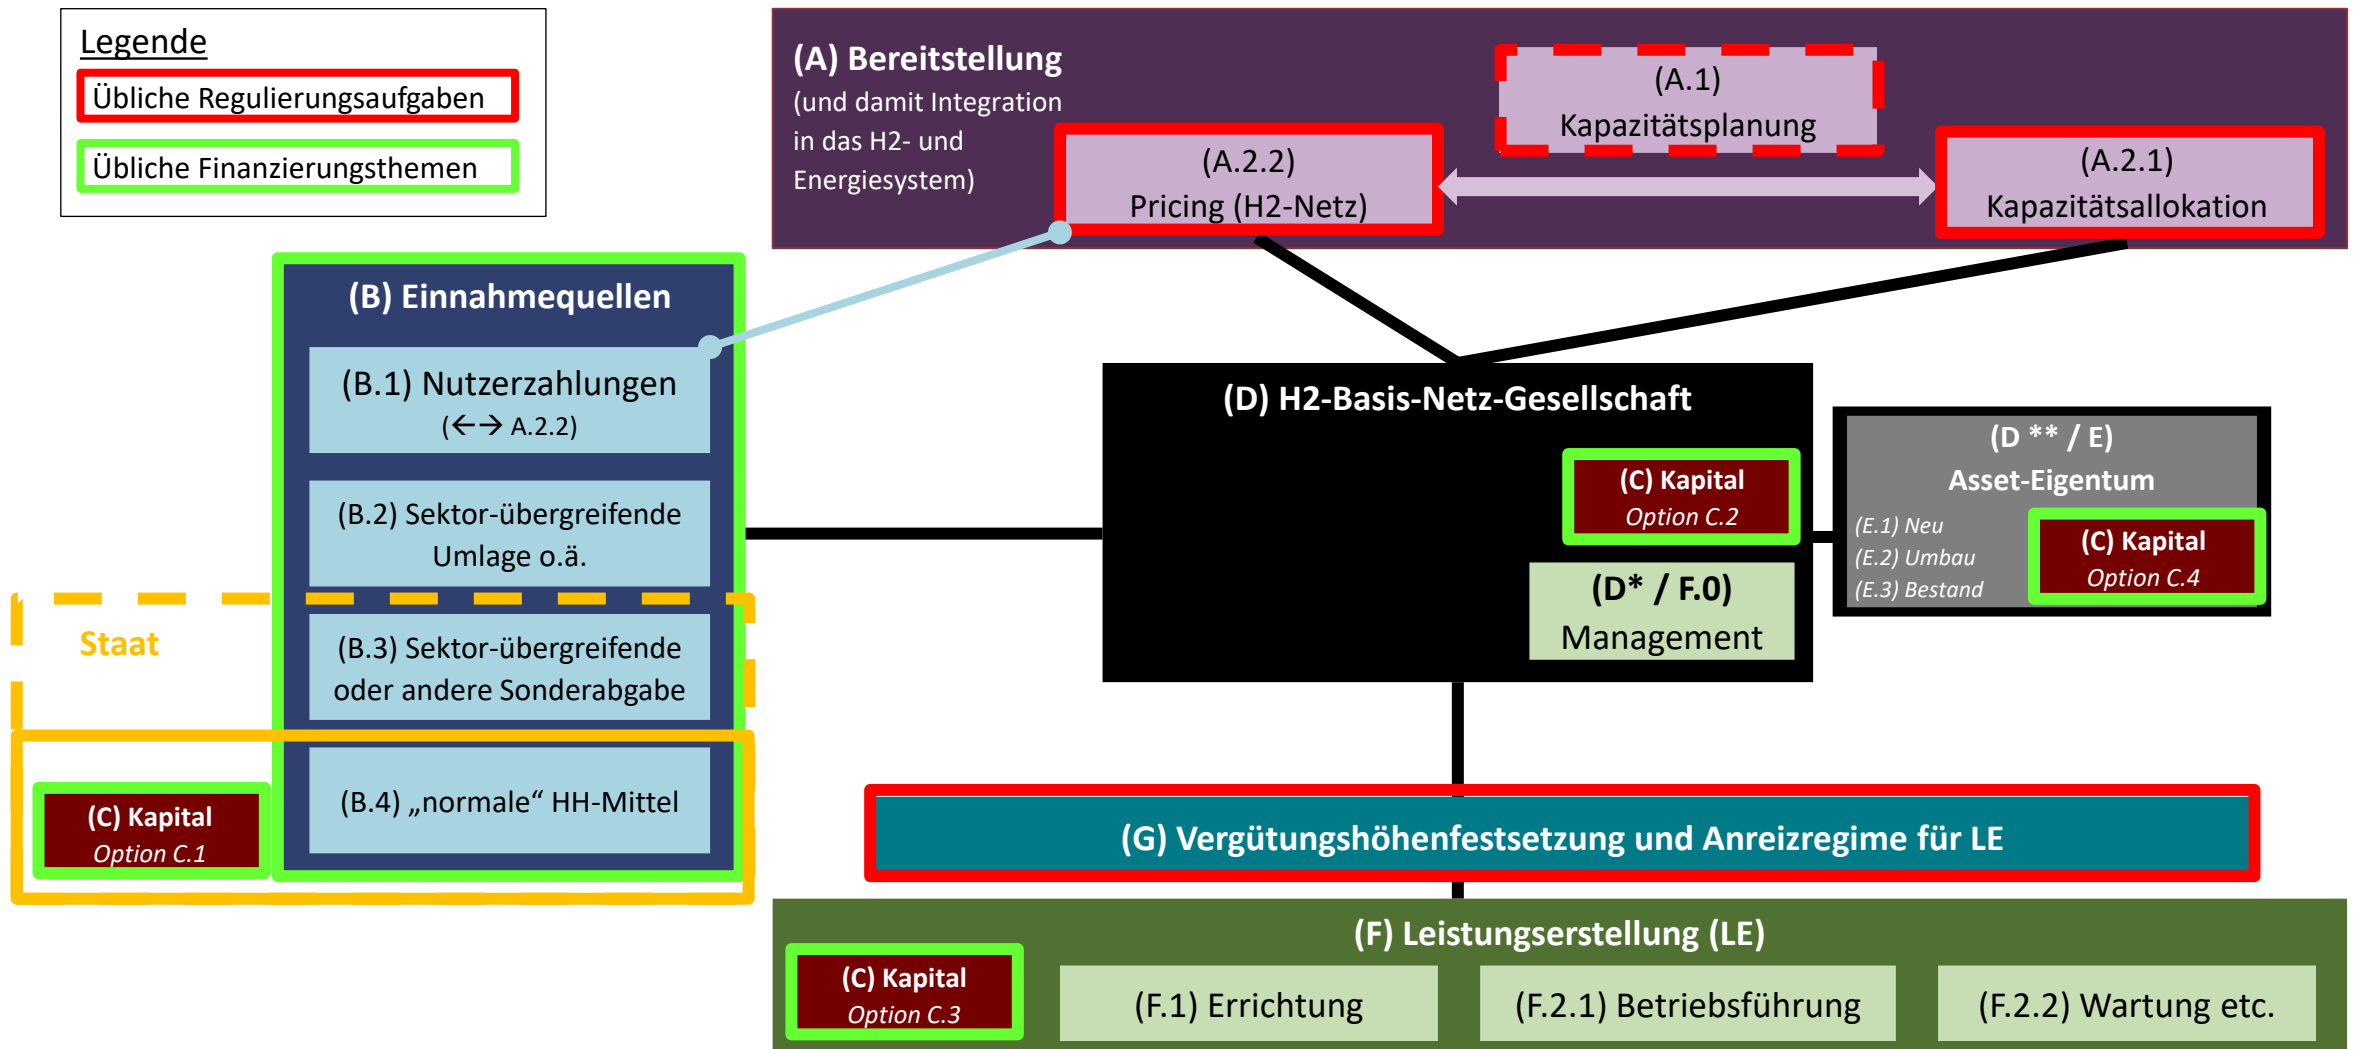 Legende
Übliche Regulierungsaufgaben
Übliche Finanzierungsthemen
(A) Bereitstellung
(und damit Integration
in das H2- und
Energiesystem)
(A.1)
Kapazitätsplanung
(A.2.2)
Pricing (H2-Netz)
(A.2.1)
Kapazitätsallokation
(B) Einnahmequellen
(B.1) Nutzerzahlungen
(←→ A.2.2)
(B.2) Sektor-übergreifende
Umlage o.ä.
Staat
(B.3) Sektor-übergreifende
oder andere Sonderabgabe
(B.4) „normale“ HH-Mittel
(C) Kapital
Option C.1
(D) H2-Basis-Netz-Gesellschaft
(C) Kapital
Option C.2
(D* / F.0)
Management
(D ** / E)
Asset-Eigentum
(E.1) Neu
(E.2) Umbau
(E.3) Bestand
(C) Kapital
Option C.4
(G) Vergütungshöhenfestsetzung und Anreizregime für LE
(F) Leistungserstellung (LE)
(C) Kapital
Option C.3
(F.1) Errichtung
(F.2.1) Betriebsführung
(F.2.2) Wartung etc.